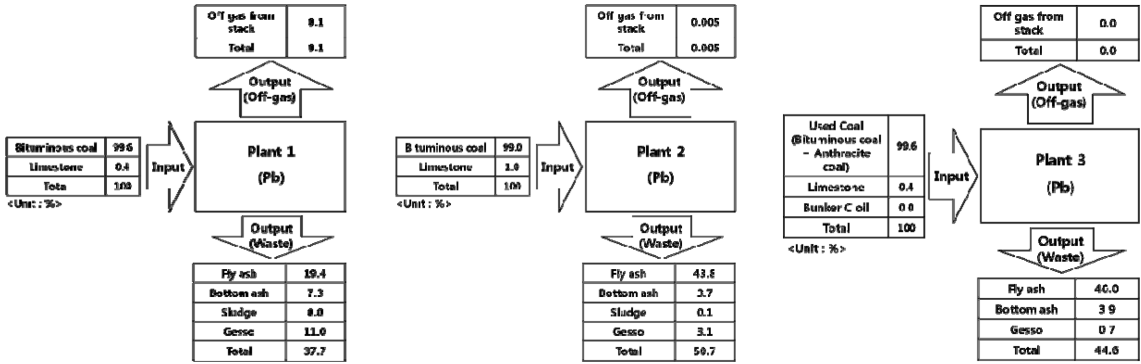 Off gas from stack 0.1
Total 0.1
Output
(Off-gas)
Bituminous coal 99.6
Limestone 0.4
Total 100
<Unit : %>
Input
Plant 1
(Pb)
Output
(Waste)
Fly ash 19.4
Bottom ash 7.3
Sludge 0.0
Gesso 11.0
Total 37.7
Off gas from stack 0.005
Total 0.005
Output
(Off-gas)
Bituminous coal 99.0
Limestone 1.0
Total 100
<Unit : %>
Input
Plant 2
(Pb)
Output
(Waste)
Fly ash 43.8
Bottom ash 3.7
Sludge 0.1
Gesso 3.1
Total 50.7
Off gas from stack 0.0
Total 0.0
Output
(Off-gas)
Used Coal
(Bituminous coal
– Anthracite
coal) 99.6
Limestone 0.4
Bunker C oil 0.0
Total 100
<Unit : %>
Input
Plant 3
(Pb)
Output
(Waste)
Fly ash 40.0
Bottom ash 3.9
Gesso 0.7
Total 44.6